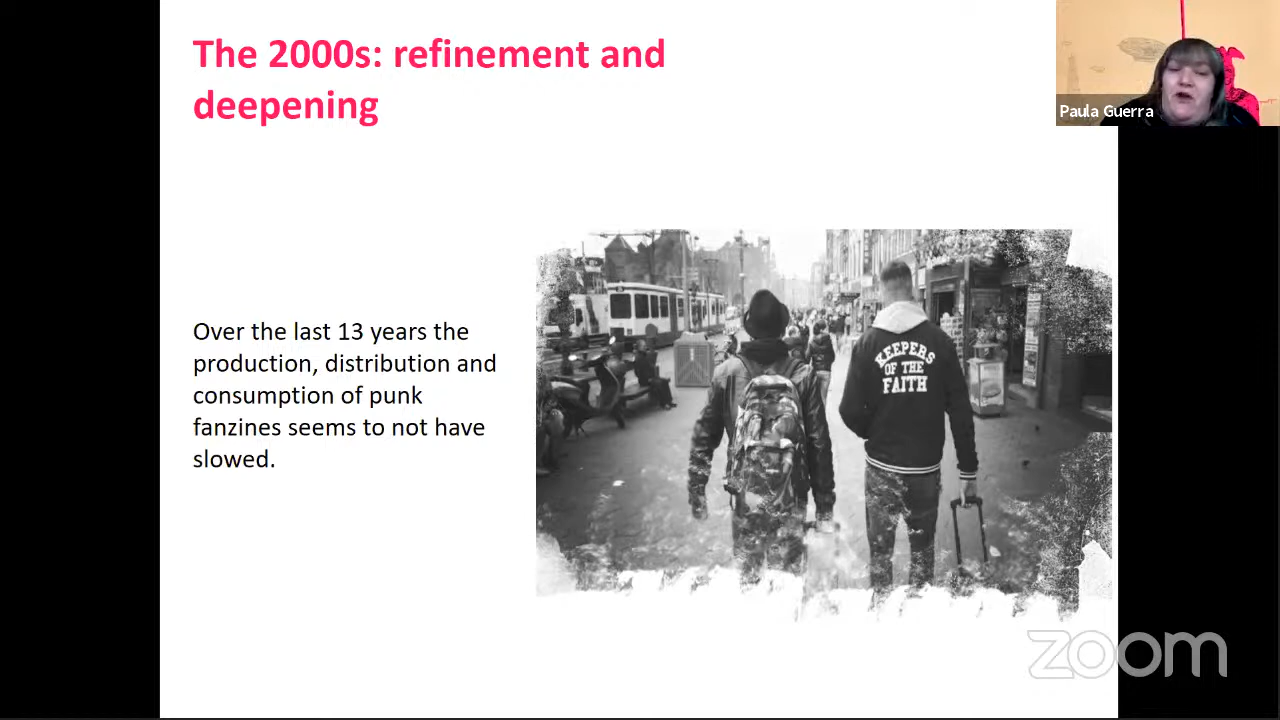 The 2000s: refinement and
deepening
Paula Guerra
Over the last 13 years the
production, distribution and
consumption of punk
fanzines seems to not have
slowed.
KEEPERS
OF THE
FAITH
zoom